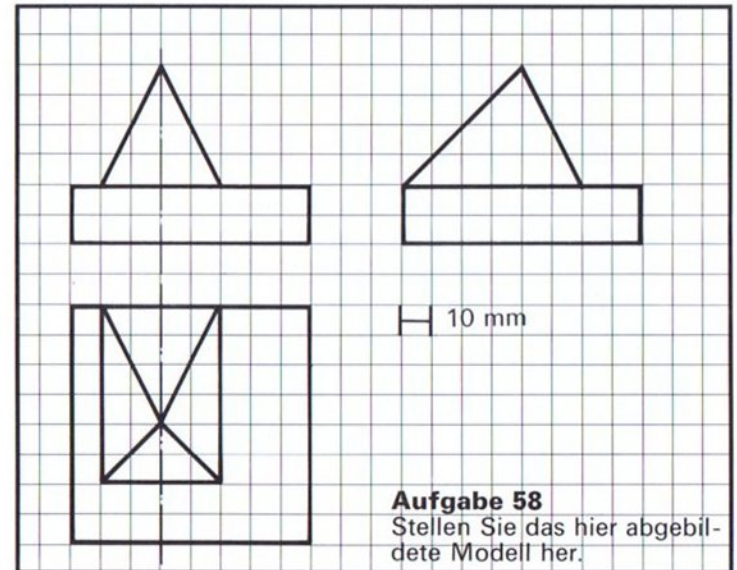 10 mm
Aufgabe 58
Stellen Sie das hier abgebil-
dete Modell her.